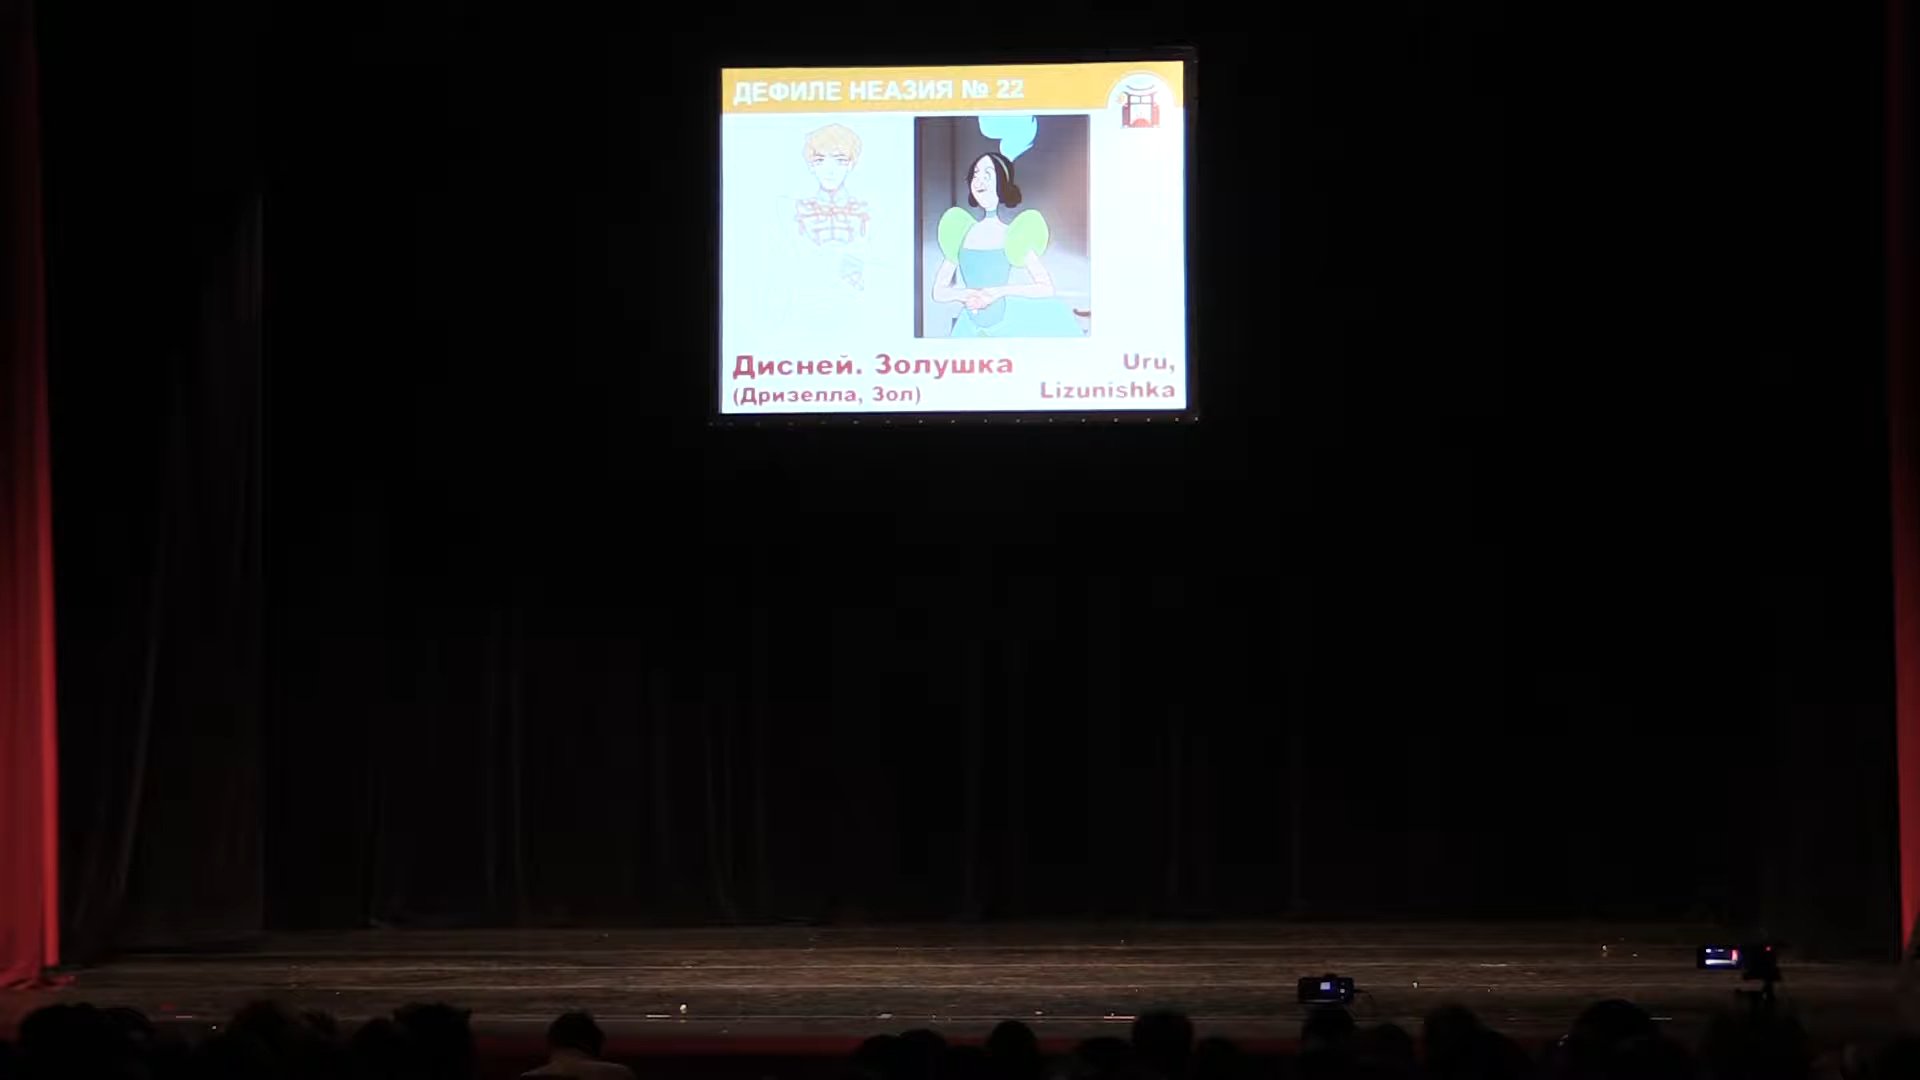 ДЕФИЛЕ НЕАЗИЯ № 22
Дисней. Золушка
(Дризелла, Зол)
Uru,
Lizunishka